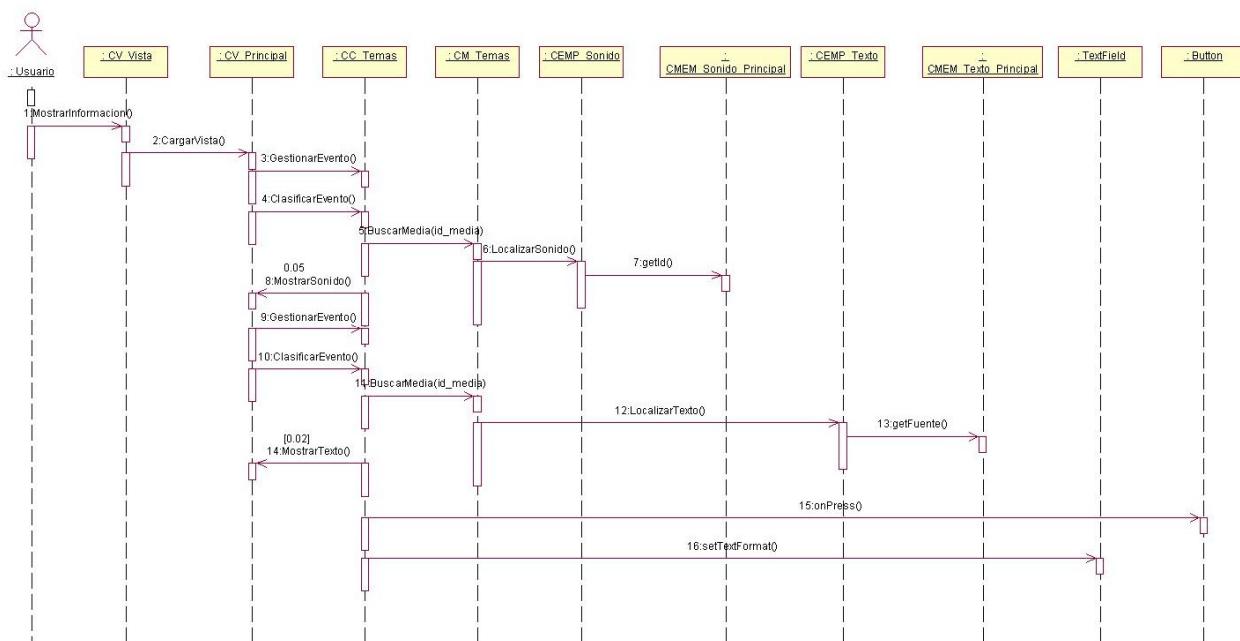 : Usuario
: CV_Vista
: CV_Principal
: CC_Temas
: CM_Temas
: CEMP_Sonido
:
CMEM_Sonido_Principal
: CEMP_Texto
:
CMEM_Texto_Principal
: TextField
: Button
1:MostrarInformacion()
2:CargarVista()
3:GestionarEvento()
4:ClasificarEvento()
5:BuscarMedia(id_media)
6:LocalizarSonido()
7:getId()
0.05
8:MostrarSonido()
9:GestionarEvento()
10:ClasificarEvento()
11:BuscarMedia(id_media)
12:LocalizarTexto()
13:getFuente()
[0.02]
14:MostrarTexto()
15:onPress()
16:setTextFormat()